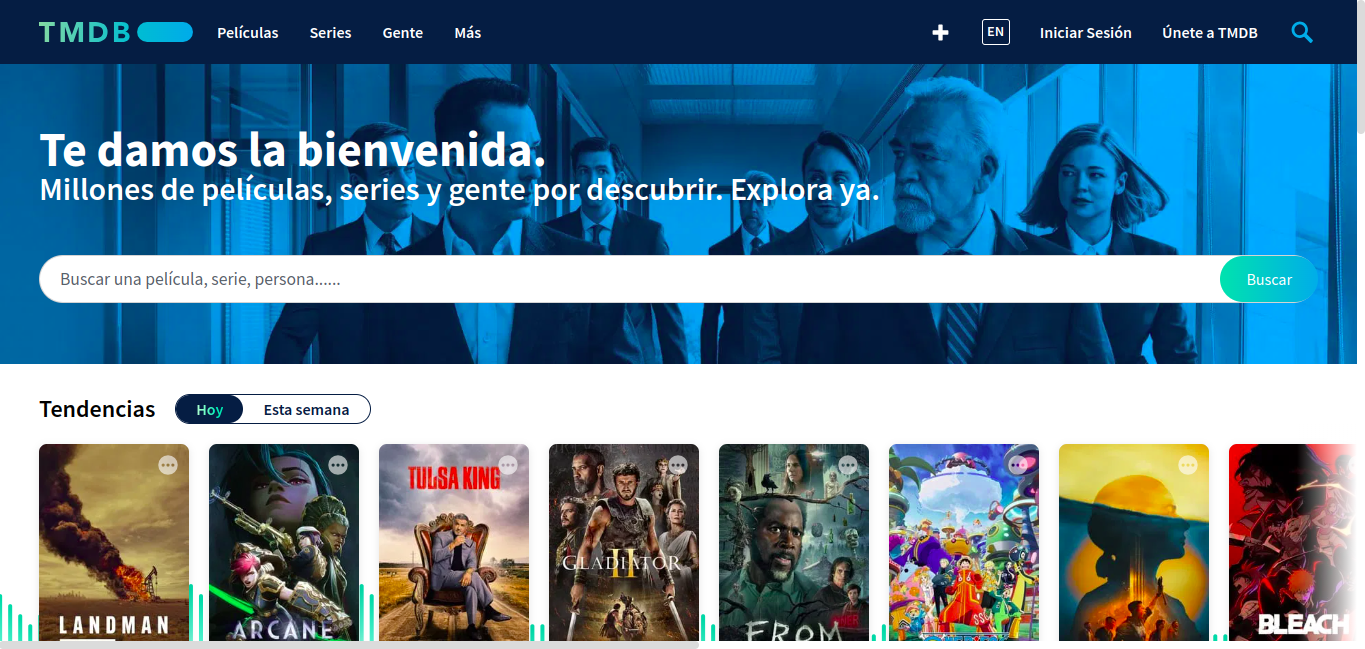 TMDB Películas Series Gente Más EN Iniciar Sesión Únete a TMDB
Te damos la bienvenida.
Millones de películas, series y gente por descubrir. Explora ya.
Buscar una película, serie, persona...... Buscar
Tendencias Hoy Esta semana
TULSA KING
GLADIATOR II
LANDMAN
ARCANE
FROM
BLEACH